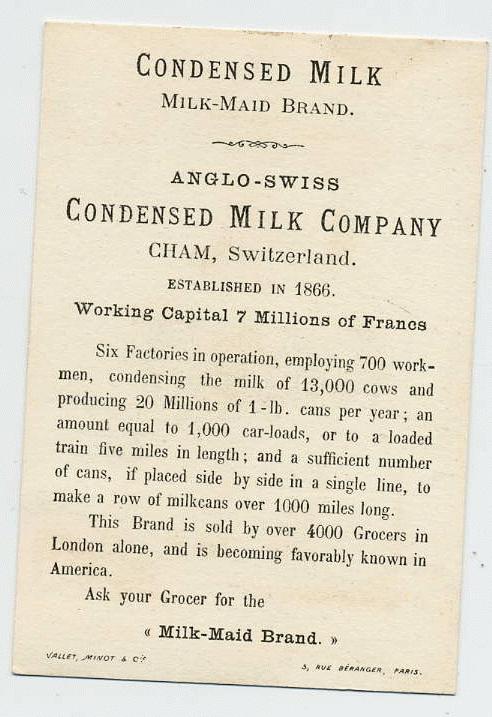 CONDENSED MILK
MILK-MAID BRAND.
ANGLO-SWISS
CONDENSED MILK COMPANY
CHAM, Switzerland.
ESTABLISHED IN 1866.
Working Capital 7 Millions of Francs
Six Factories in operation, employing 700 work-
men, condensing the milk of 13,000 cows and
producing 20 Millions of 1-lb. cans per year; an
amount equal to 1,000 car-loads, or to a loaded
train five miles in length; and a sufficient number
of cans, if placed side by side in a single line, to
make a row of milkcans over 1000 miles long.
This Brand is sold by over 4000 Grocers in
London alone, and is becoming favorably known in
America.
Ask your Grocer for the
« Milk-Maid Brand. »
VALLET, MINOT & Cie 5, RUE BÉRANGER, PARIS.